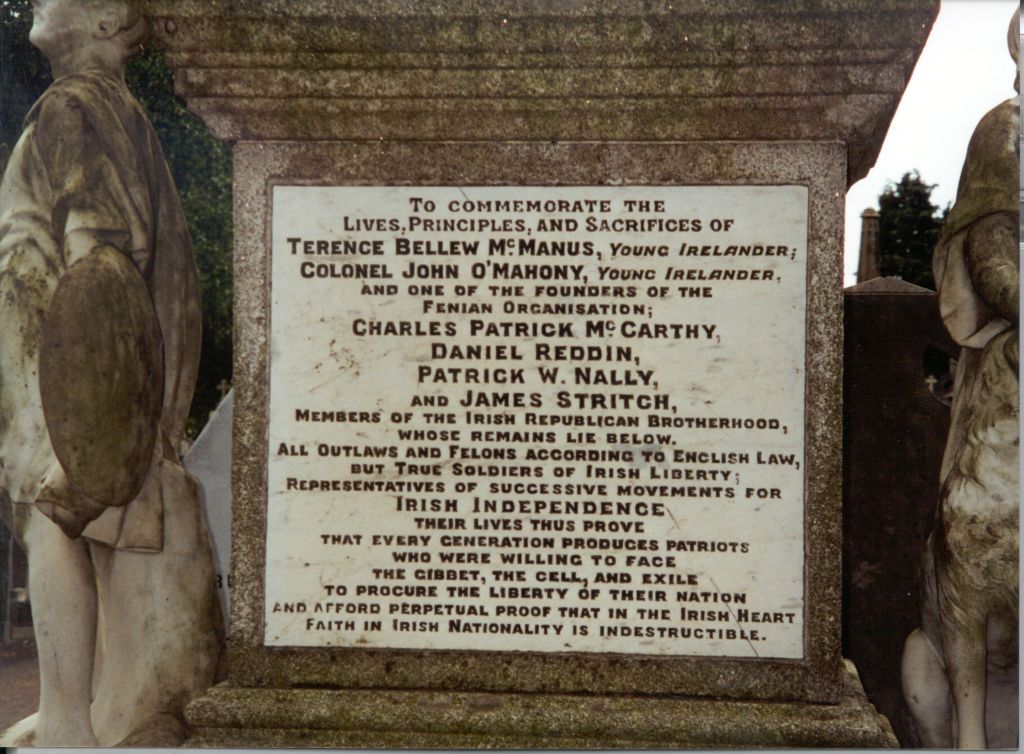 TO COMMEMORATE THE
LIVES, PRINCIPLES, AND SACRIFICES OF
TERENCE BELLEW McMANUS, YOUNG IRELANDER;
COLONEL JOHN O'MAHONY, YOUNG IRELANDER,
AND ONE OF THE FOUNDERS OF THE
FENIAN ORGANISATION;
CHARLES PATRICK McCARTHY,
DANIEL REDDIN,
PATRICK W. NALLY,
AND JAMES STRITCH,
MEMBERS OF THE IRISH REPUBLICAN BROTHERHOOD,
WHOSE REMAINS LIE BELOW.
ALL OUTLAWS AND FELONS ACCORDING TO ENGLISH LAW,
BUT TRUE SOLDIERS OF IRISH LIBERTY;
REPRESENTATIVES OF SUCCESSIVE MOVEMENTS FOR
IRISH INDEPENDENCE
THEIR LIVES THUS PROVE
THAT EVERY GENERATION PRODUCES PATRIOTS
WHO WERE WILLING TO FACE
THE GIBBET, THE CELL, AND EXILE
TO PROCURE THE LIBERTY OF THEIR NATION
AND AFFORD PERPETUAL PROOF THAT IN THE IRISH HEART
FAITH IN IRISH NATIONALITY IS INDESTRUCTIBLE.